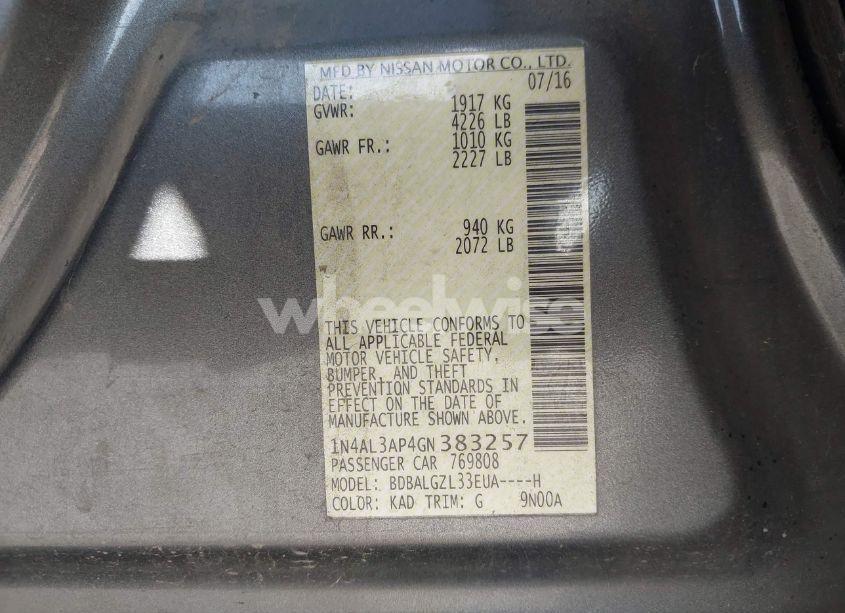 MFD BY NISSAN MOTOR CO., LTD.
DATE: 07/16
GVWR: 1917 KG
4226 LB
GAWR FR.: 1010 KG
2227 LB
GAWR RR.: 940 KG
2072 LB
wheelwise
THIS VEHICLE CONFORMS TO
ALL APPLICABLE FEDERAL
MOTOR VEHICLE SAFETY,
BUMPER, AND THEFT
PREVENTION STANDARDS IN
EFFECT ON THE DATE OF
MANUFACTURE SHOWN ABOVE.
1N4AL3AP4GN383257
PASSENGER CAR 769808
MODEL: BDBALGZL33EUA----H
COLOR: KAD TRIM: G 9N00A